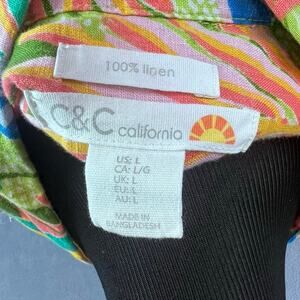 100% linen
C&C california
US: L
CA: L/G
UK: L
EU: L
AU: L
MADE IN
BANGLADESH